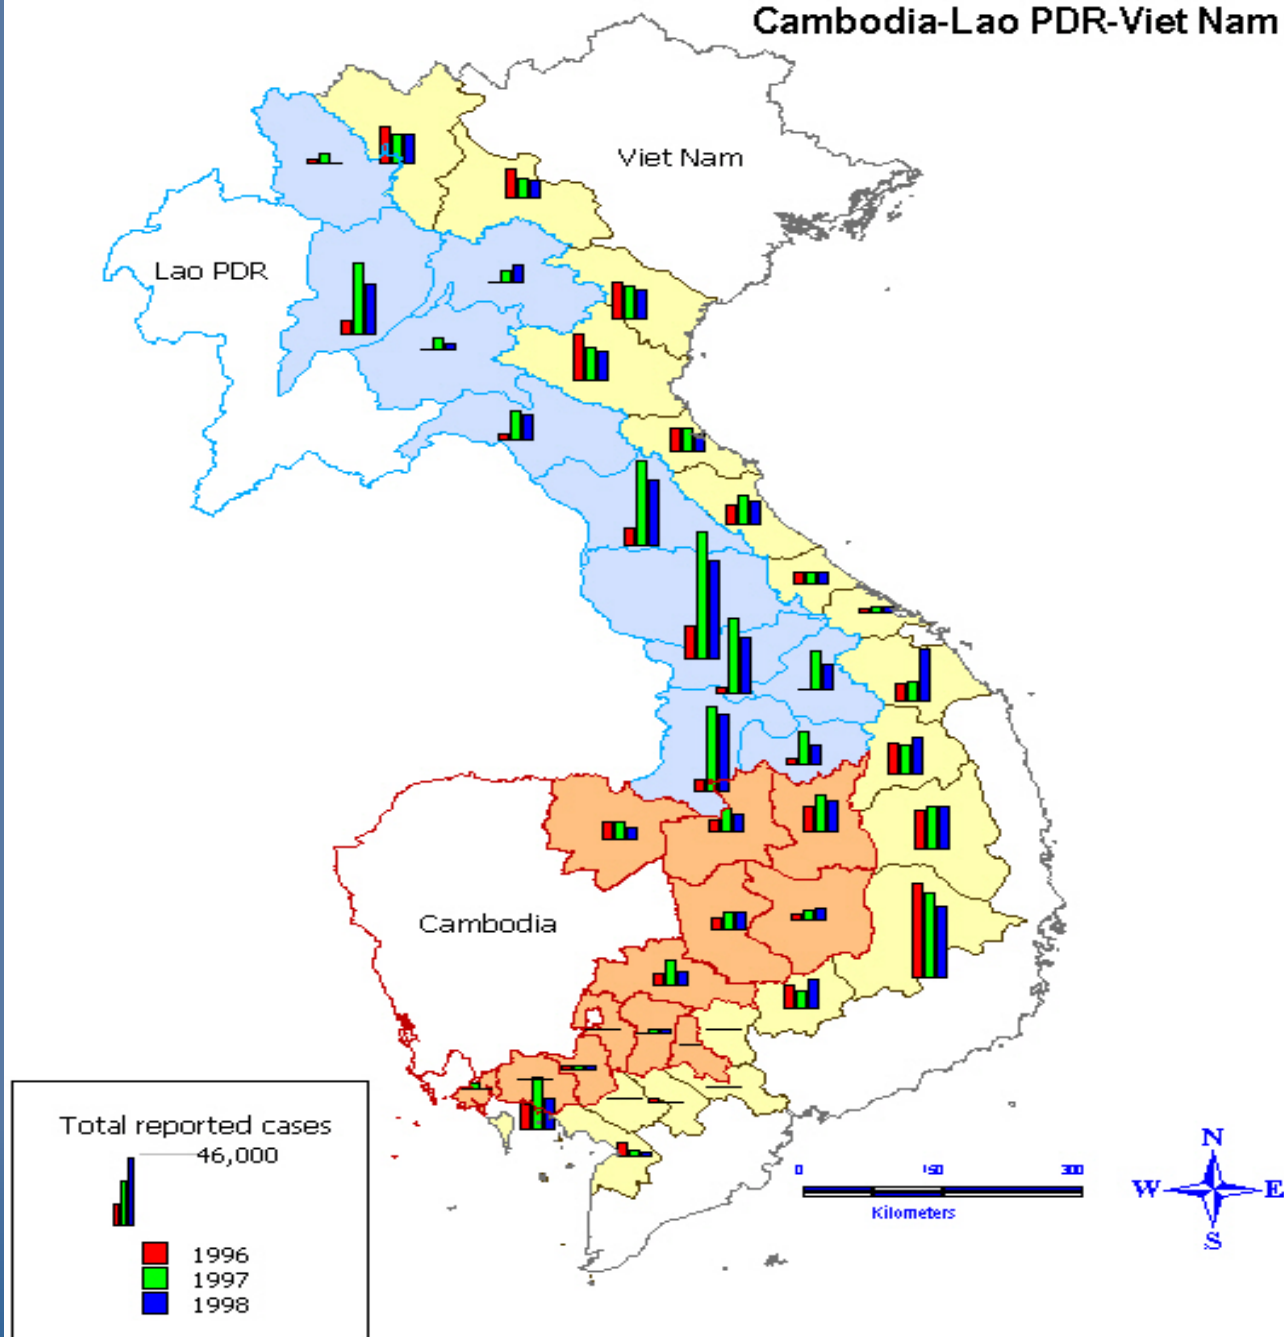 Cambodia-Lao PDR-Viet Nam
Viet Nam
Lao PDR
Cambodia
Total reported cases
46,000
1996
1997
1998
0 150 300
Kilometers
N
W E
S